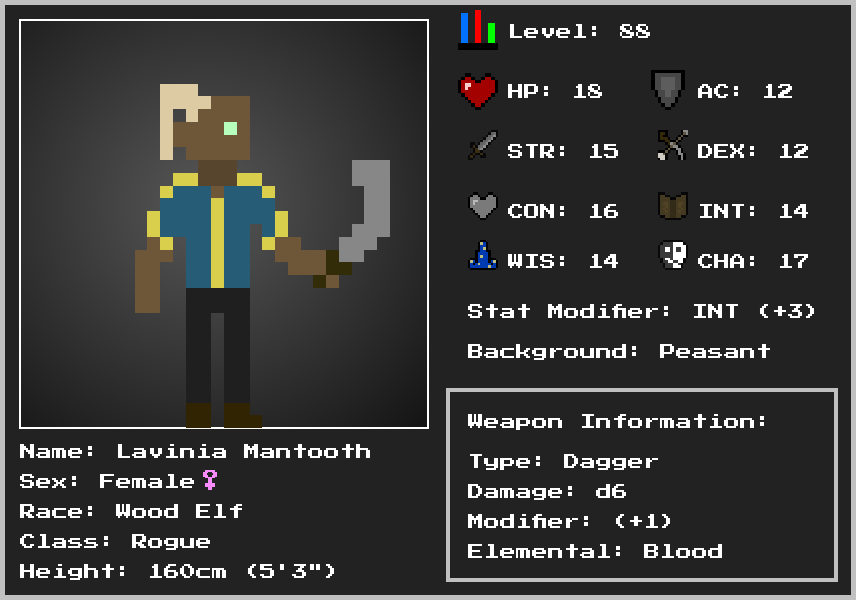 Level: 88
HP: 18 AC: 12
STR: 15 DEX: 12
CON: 16 INT: 14
WIS: 14 CHA: 17
Stat Modifier: INT (+3)
Background: Peasant
Weapon Information:
Type: Dagger
Damage: d6
Modifier: (+1)
Elemental: Blood
Name: Lavinia Mantooth
Sex: Female♀
Race: Wood Elf
Class: Rogue
Height: 160cm (5'3")